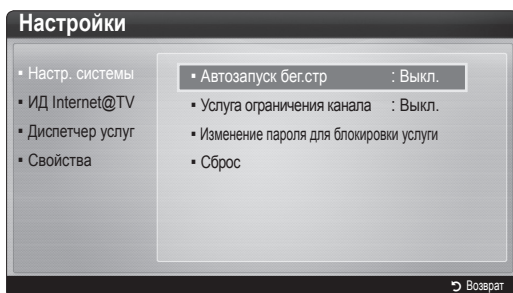 Настройки
▪ Настр. системы
▪ ИД Internet@TV
▪ Диспетчер услуг
▪ Свойства
▪ Автозапуск бег.стр : Выкл.
▪ Услуга ограничения канала : Выкл.
▪ Изменение пароля для блокировки услуги
▪ Сброс
Возврат